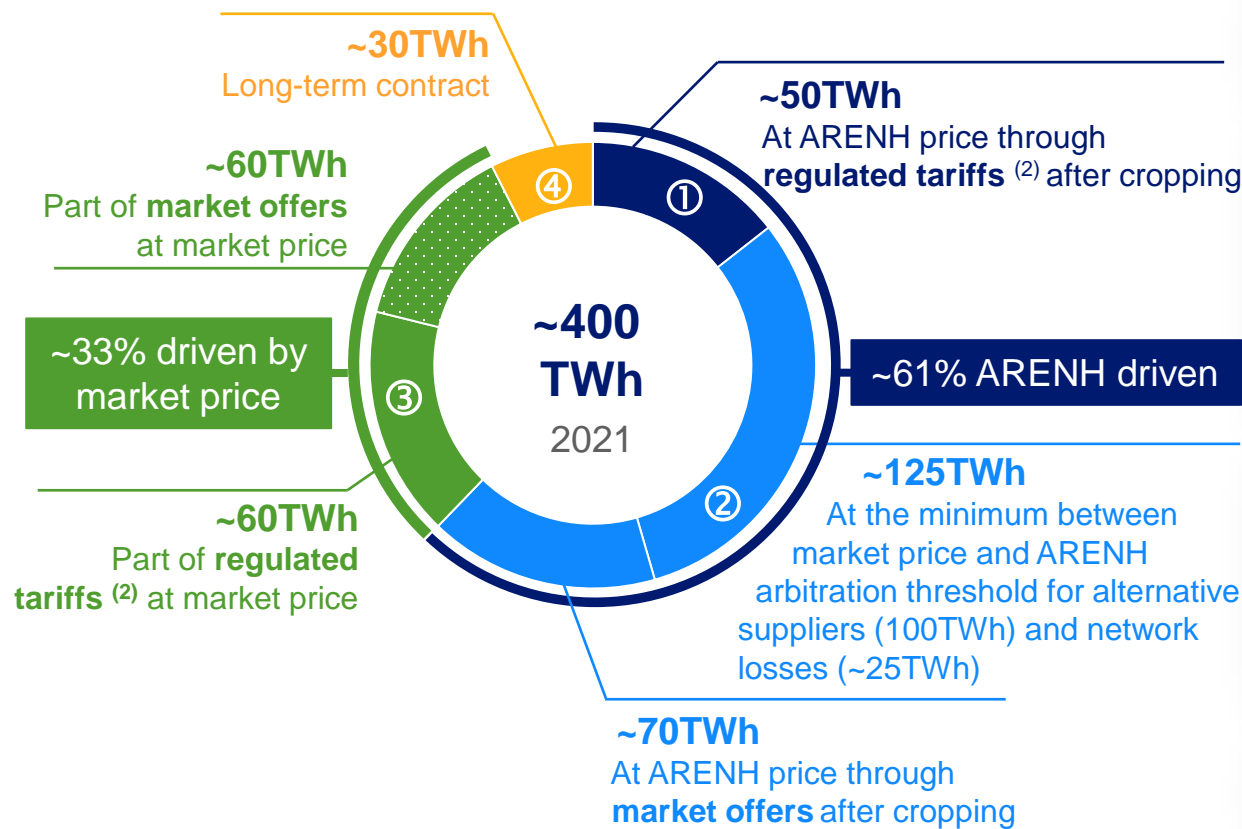 ~30TWh
Long-term contract
~50TWh
At ARENH price through
regulated tariffs (2) after cropping
~60TWh
Part of market offers
at market price
④
①
~400
TWh
2021
~33% driven by
market price
~61% ARENH driven
③
②
~60TWh
Part of regulated
tariffs (2) at market price
~125TWh
At the minimum between
market price and ARENH
arbitration threshold for alternative
suppliers (100TWh) and network
losses (~25TWh)
~70TWh
At ARENH price through
market offers after cropping